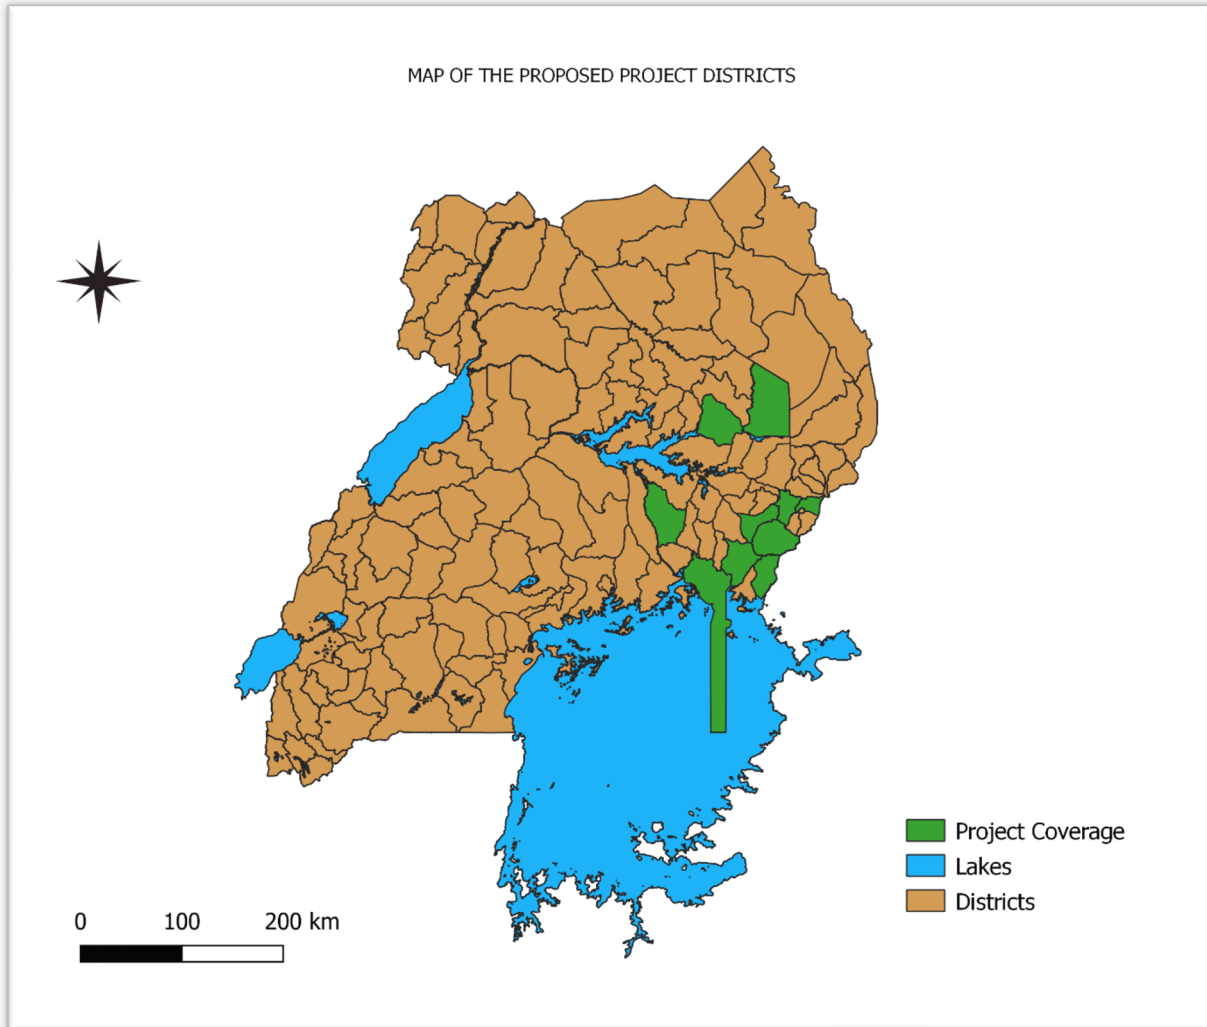 MAP OF THE PROPOSED PROJECT DISTRICTS
Project Coverage
Lakes
Districts
0 100 200 km